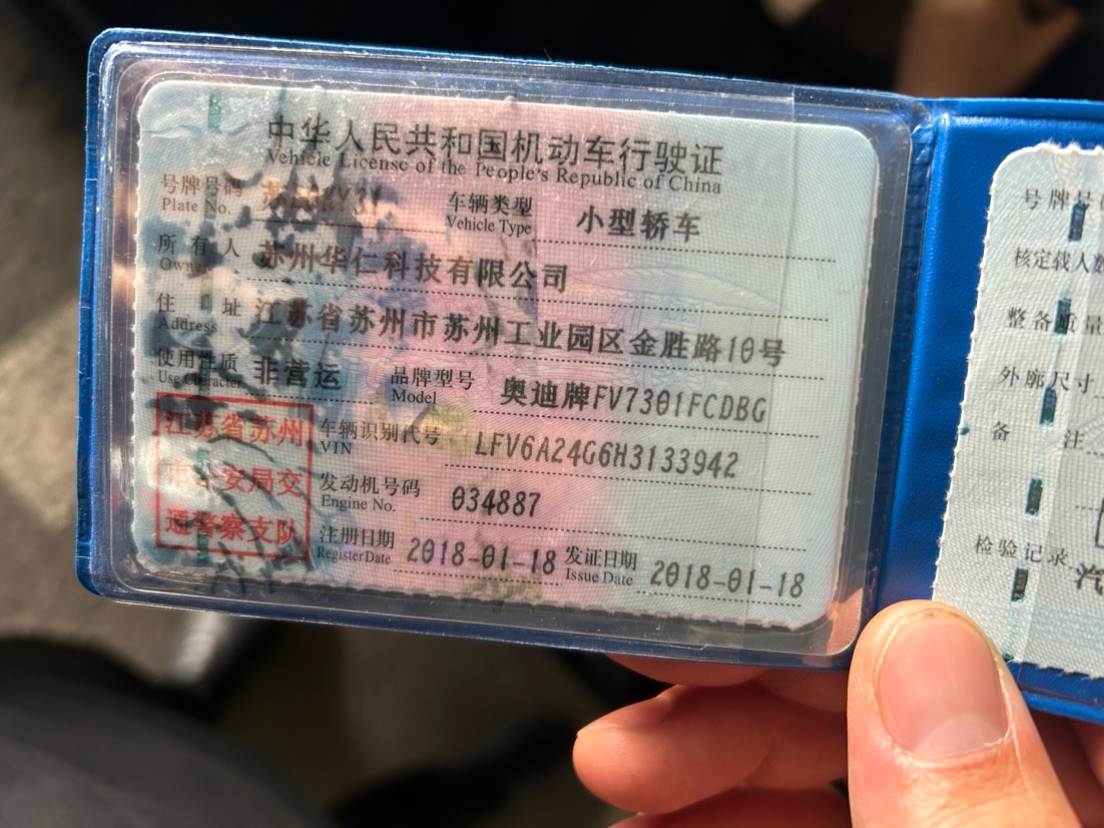 中华人民共和国机动车行驶证
Vehicle License of the People's Republic of China
号牌号码 车辆类型 小型轿车
Plate No. Vehicle Type
所有人 苏州华仁科技有限公司
Owner
住址 江苏省苏州市苏州工业园区金胜路10号
Address
使用性质 非营运 品牌型号 奥迪牌FV7301FCDBG
Use Character Model
江苏省苏州
市公安局交
通警察支队
车辆识别代号 LFV6A24G6H3133942
VIN
发动机号码 034887
Engine No.
注册日期 2018-01-18 发证日期 2018-01-18
Register Date Issue Date
号牌号
核定载人数
整备质量
外廓尺寸
备注
检验记录
汽